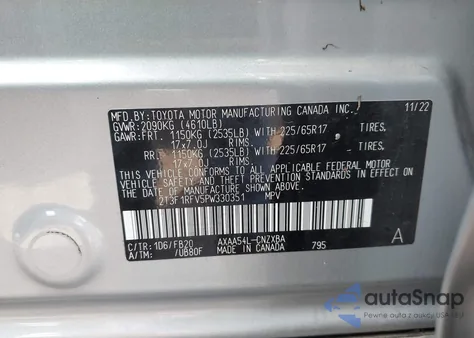 MFD.BY:TOYOTA MOTOR MANUFACTURING CANADA INC. 11/22
GVWR:2090KG (4610LB)
GAWR:FRT. 1150KG (2535LB) WITH 225/65R17 TIRES,
17x7.0J RIMS,
RR. 1150KG (2535LB) WITH 225/65R17 TIRES,
17x7.0J RIMS,
THIS VEHICLE CONFORMS TO ALL APPLICABLE FEDERAL MOTOR
VEHICLE SAFETY AND THEFT PREVENTION STANDARDS IN EFFECT
ON THE DATE OF MANUFACTURE SHOWN ABOVE.
2T3F1RFV5PW330351 MPV
C/TR: 1D6/FB20 AXAA54L-CNZXBA 795 A
A/TM: /UB80F MADE IN CANADA
autoSnap